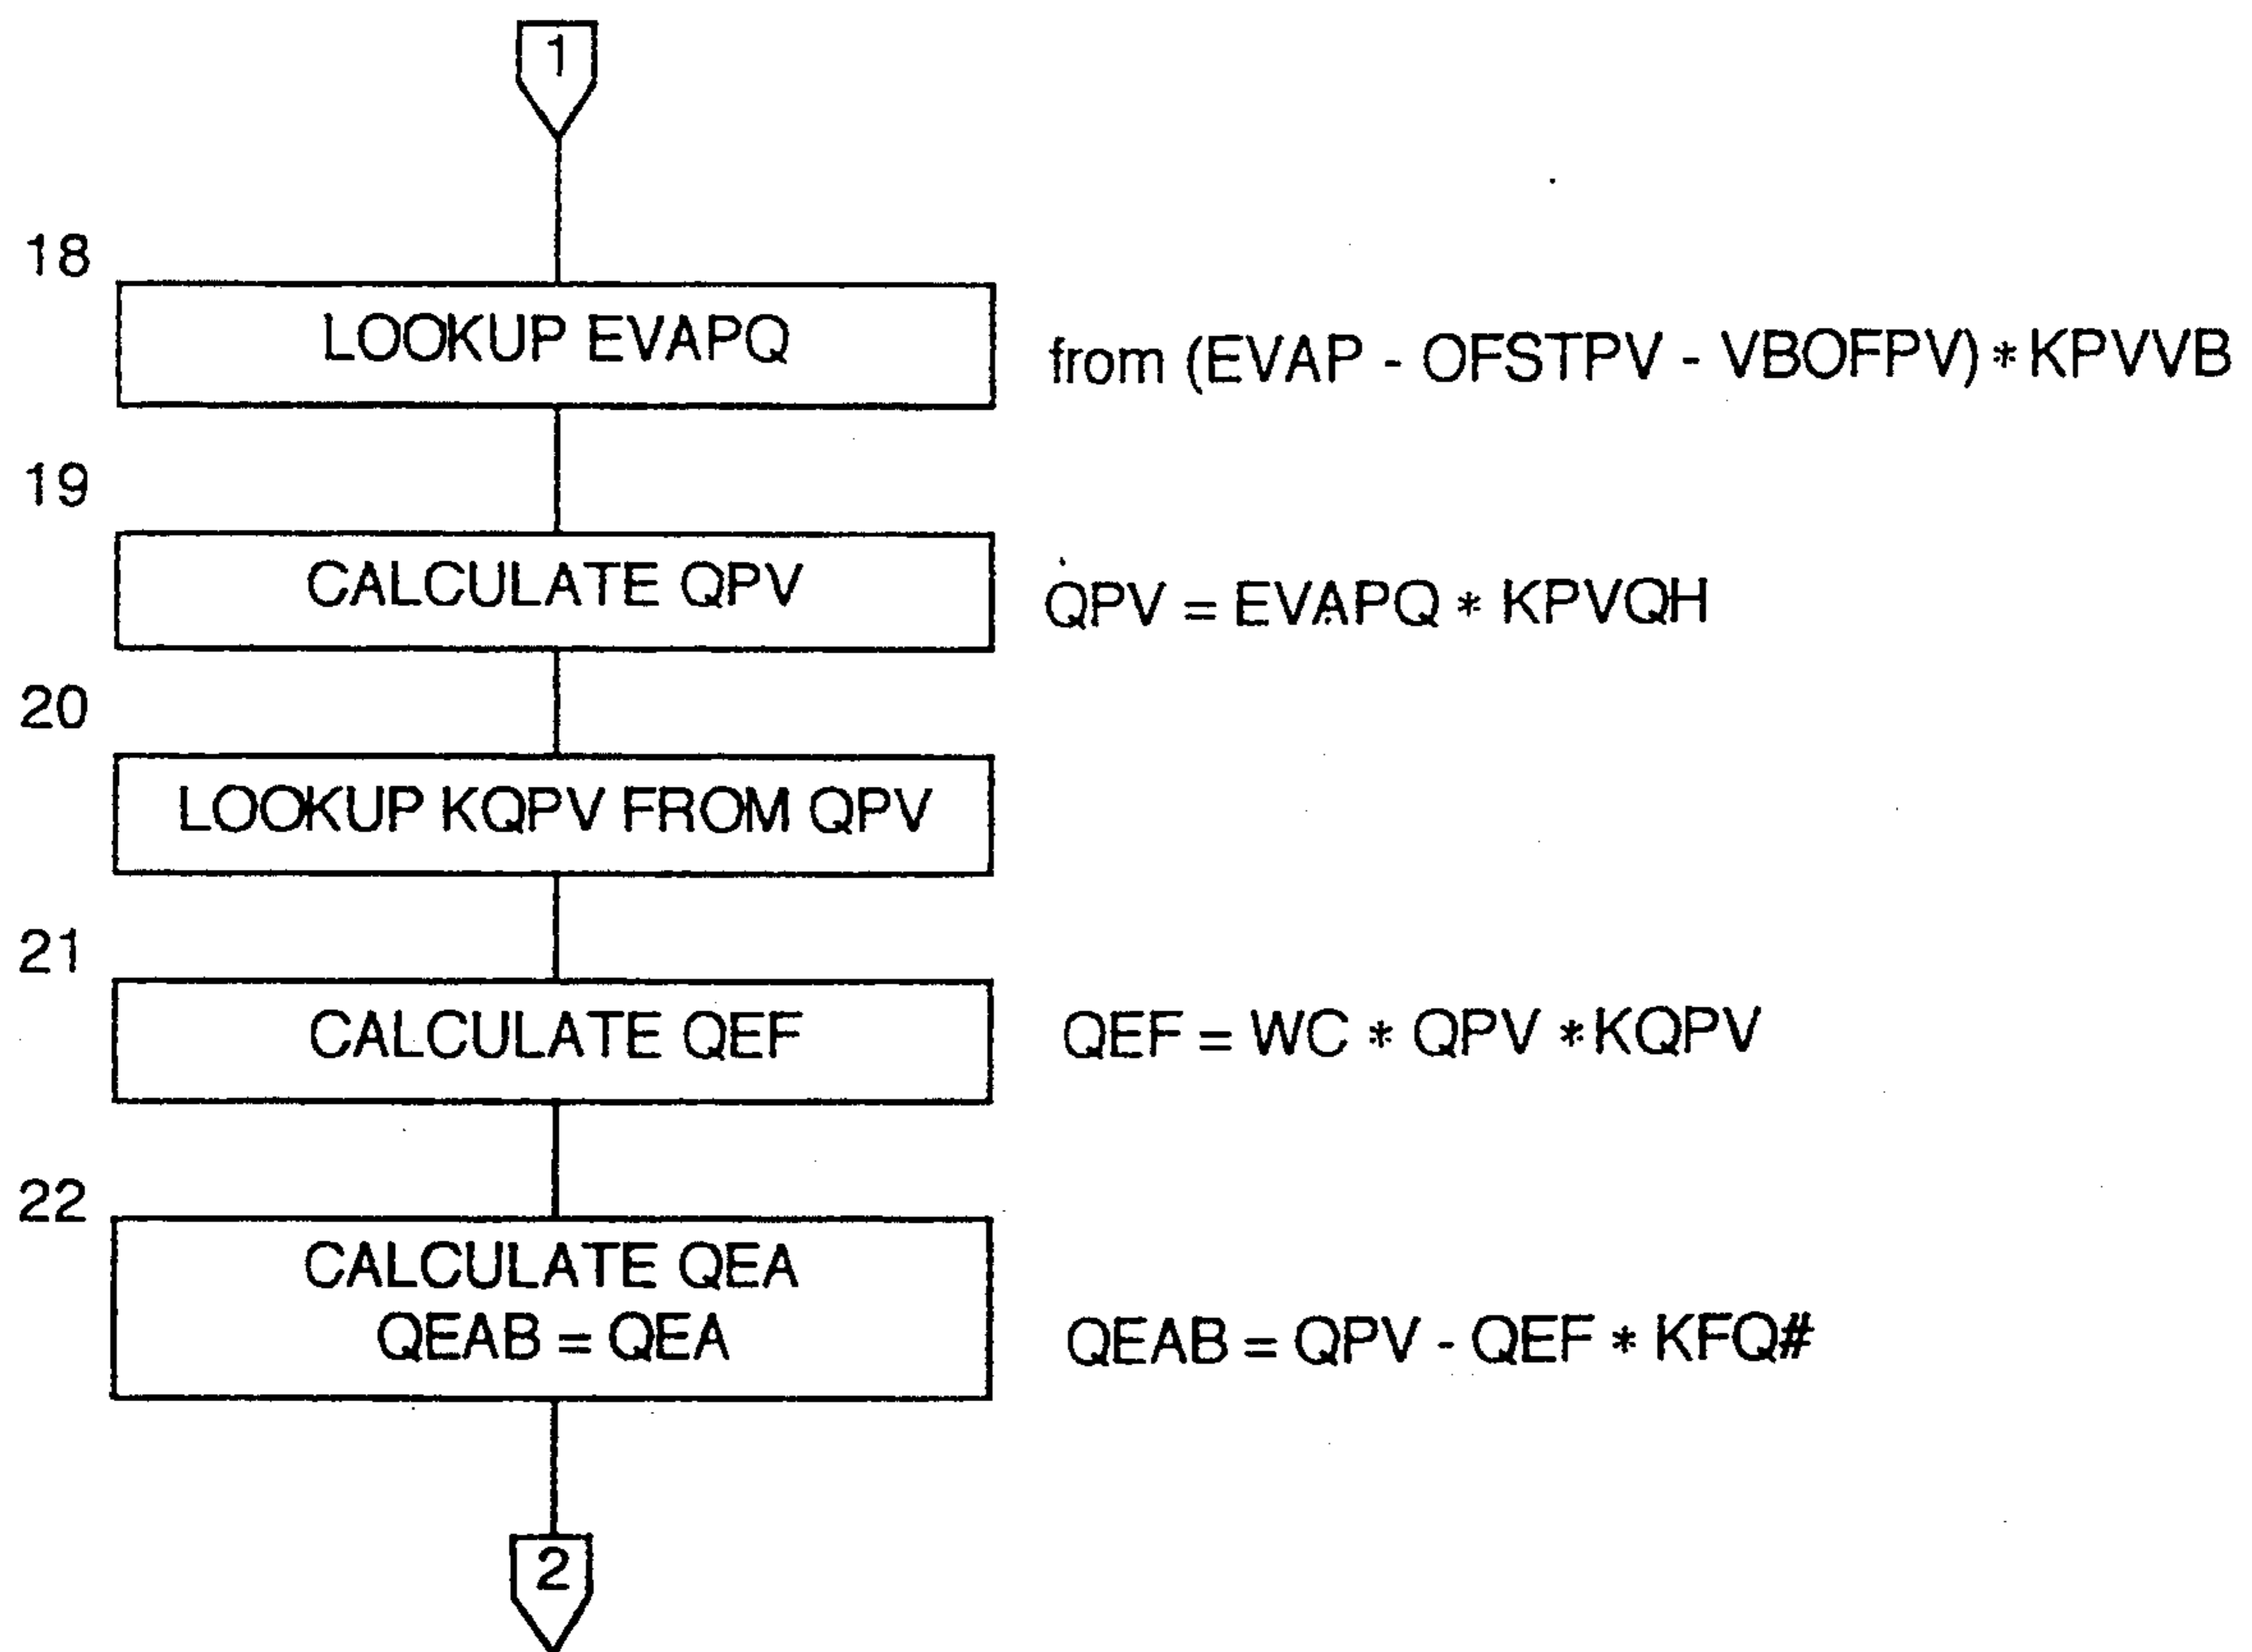 1
18
LOOKUP EVAPQ
from (EVAP - OFSTPV - VBOFPV) * KPVVB
19
CALCULATE QPV
QPV = EVAPQ * KPVQH
20
LOOKUP KQPV FROM QPV
21
CALCULATE QEF
QEF = WC * QPV * KQPV
22
CALCULATE QEA
QEAB = QEA
QEAB = QPV - QEF * KFQ#
2